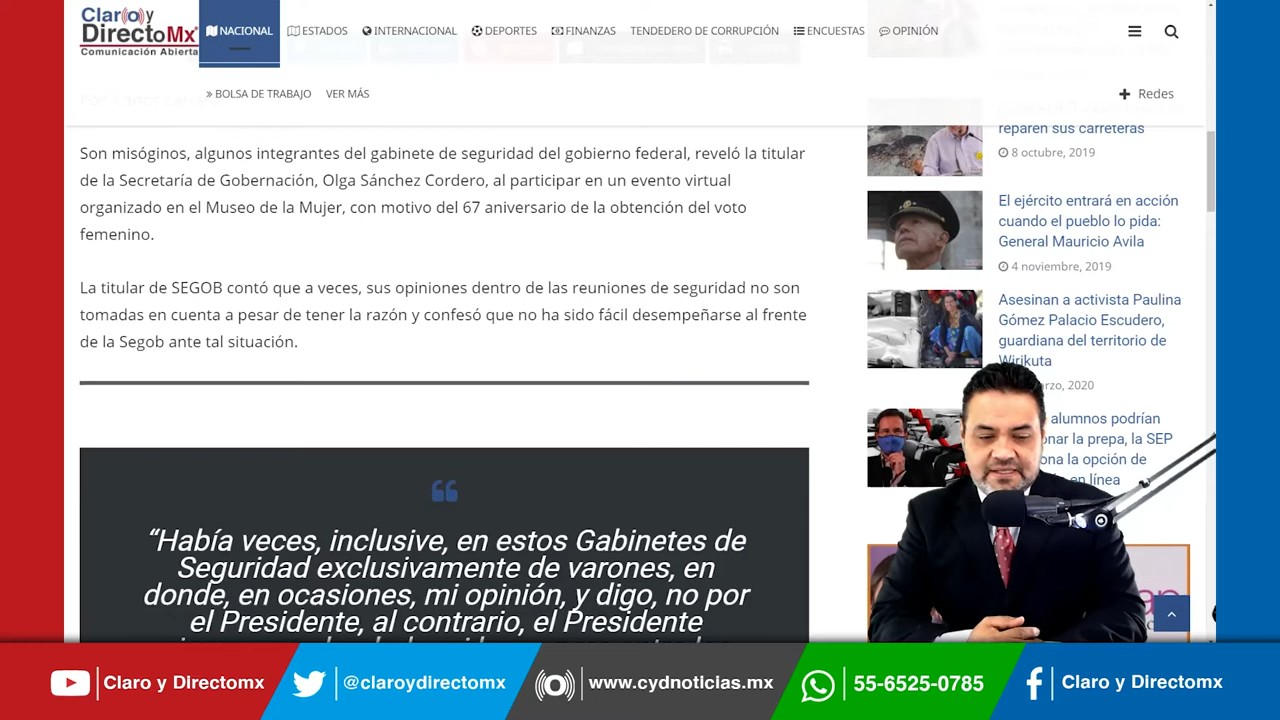 Claro y
DirectoMx
Comunicación Abierta
NACIONAL
ESTADOS
INTERNACIONAL
DEPORTES
FINANZAS
TENDEDERO DE CORRUPCIÓN
ENCUESTAS
OPINIÓN
» BOLSA DE TRABAJO
VER MÁS
Redes
Son misóginos, algunos integrantes del gabinete de seguridad del gobierno federal, reveló la titular
de la Secretaría de Gobernación, Olga Sánchez Cordero, al participar en un evento virtual
organizado en el Museo de la Mujer, con motivo del 67 aniversario de la obtención del voto
femenino.
La titular de SEGOB contó que a veces, sus opiniones dentro de las reuniones de seguridad no son
tomadas en cuenta a pesar de tener la razón y confesó que no ha sido fácil desempeñarse al frente
de la Segob ante tal situación.
“Había veces, inclusive, en estos Gabinetes de
Seguridad exclusivamente de varones, en
donde, en ocasiones, mi opinión, y digo, no por
el Presidente, al contrario, el Presidente
reparen sus carreteras
8 octubre, 2019
El ejército entrará en acción
cuando el pueblo lo pida:
General Mauricio Avila
4 noviembre, 2019
Asesinan a activista Paulina
Gómez Palacio Escudero,
guardiana del territorio de
Wirikuta
2020
alumnos podrían
la prepa, la SEP
la opción de
en línea
Claro y Directomx
@claroydirectomx
www.cydnoticias.mx
55-6525-0785
Claro y Directomx